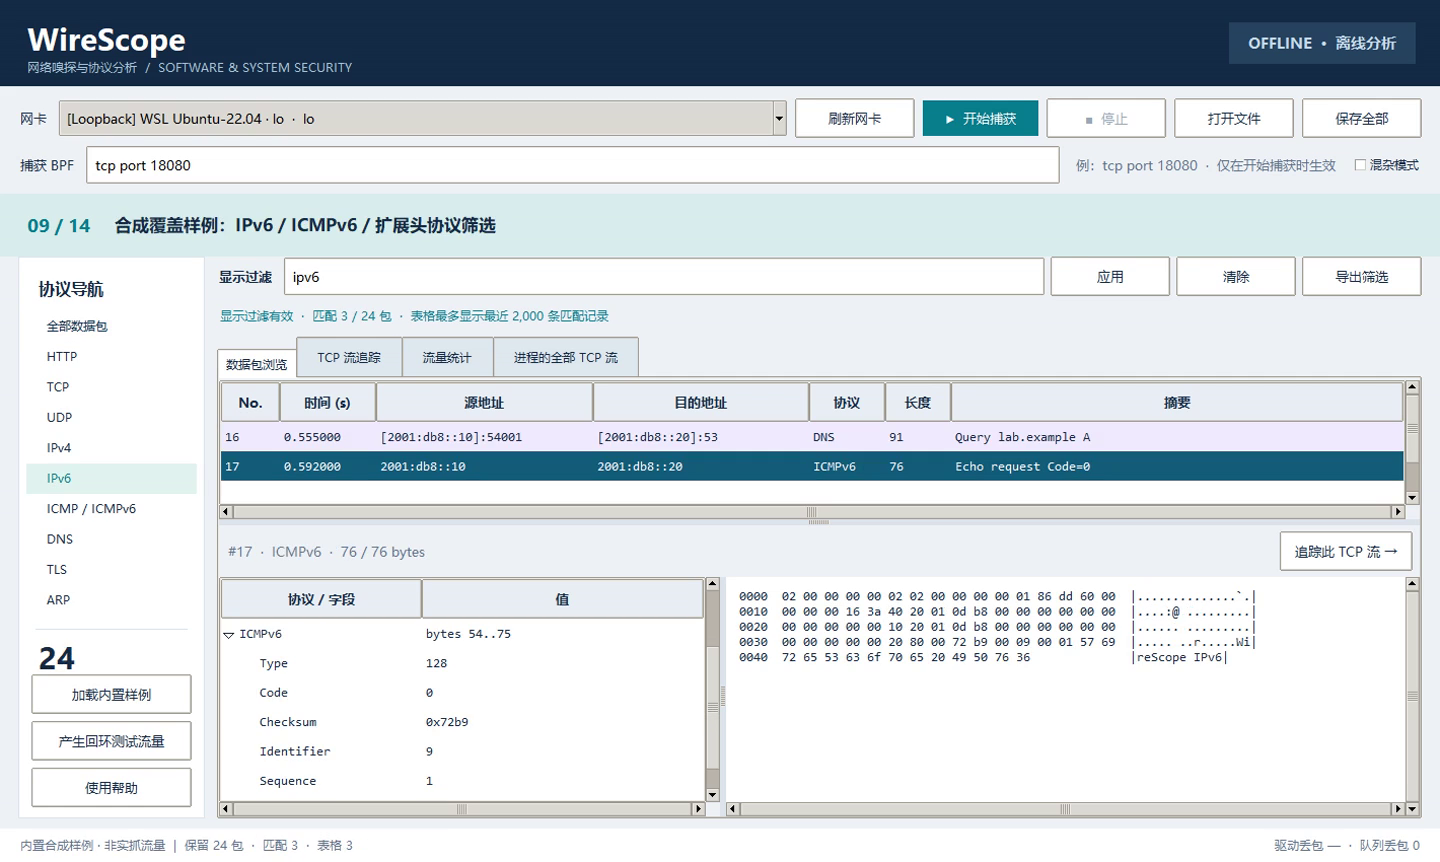 WireScope
网络嗅探与协议分析 / SOFTWARE & SYSTEM SECURITY
OFFLINE • 离线分析
网卡 [Loopback] WSL Ubuntu-22.04 · lo · lo 刷新网卡 ▶ 开始捕获 ■ 停止 打开文件 保存全部
捕获 BPF tcp port 18080 例：tcp port 18080 · 仅在开始捕获时生效 混杂模式
09 / 14 合成覆盖样例：IPv6 / ICMPv6 / 扩展头协议筛选
协议导航
全部数据包
HTTP
TCP
UDP
IPv4
IPv6
ICMP / ICMPv6
DNS
TLS
ARP
24
加载内置样例
产生回环测试流量
使用帮助
显示过滤 ipv6 应用 清除 导出筛选
显示过滤有效 · 匹配 3 / 24 包 · 表格最多显示最近 2,000 条匹配记录
数据包浏览 TCP 流追踪 流量统计 进程的全部 TCP 流
No. 时间 (s) 源地址 目的地址 协议 长度 摘要
16 0.555000 [2001:db8::10]:54001 [2001:db8::20]:53 DNS 91 Query lab.example A
17 0.592000 2001:db8::10 2001:db8::20 ICMPv6 76 Echo request Code=0
#17 · ICMPv6 · 76 / 76 bytes 追踪此 TCP 流 →
协议 / 字段 值
ICMPv6 bytes 54..75
Type 128
Code 0
Checksum 0x72b9
Identifier 9
Sequence 1
0000 02 00 00 00 00 02 02 00 00 00 00 01 86 dd 60 00 |..............`.|
0010 00 00 00 16 3a 40 20 01 0d b8 00 00 00 00 00 00 |....:@ .........|
0020 00 00 00 00 00 10 20 01 0d b8 00 00 00 00 00 00 |...... .........|
0030 00 00 00 00 00 20 80 00 72 b9 00 09 00 01 57 69 |..... ..r.....Wi|
0040 72 65 53 63 6f 70 65 20 49 50 76 36 |reScope IPv6|
内置合成样例 · 非实抓流量 | 保留 24 包 · 匹配 3 · 表格 3
驱动丢包 — · 队列丢包 0